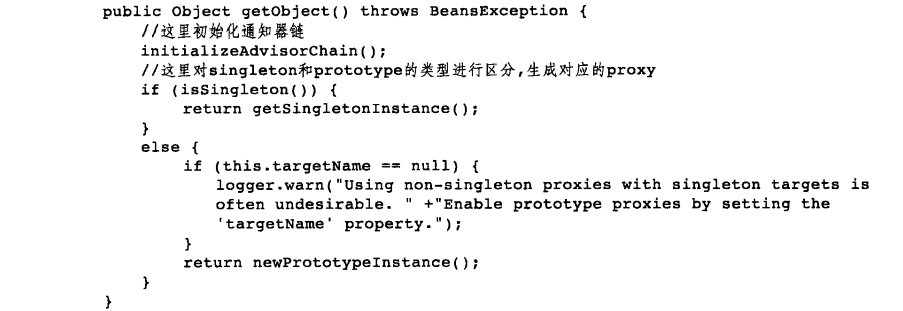 public Object getObject() throws BeansException {
//这里初始化通知器链
initializeAdvisorChain();
//这里对singleton和prototype的类型进行区分,生成对应的proxy
if (isSingleton()) {
return getSingletonInstance();
}
else {
if (this.targetName == null) {
logger.warn("Using non-singleton proxies with singleton targets is
often undesirable. " +"Enable prototype proxies by setting the
'targetName' property.");
}
return newPrototypeInstance();
}
}